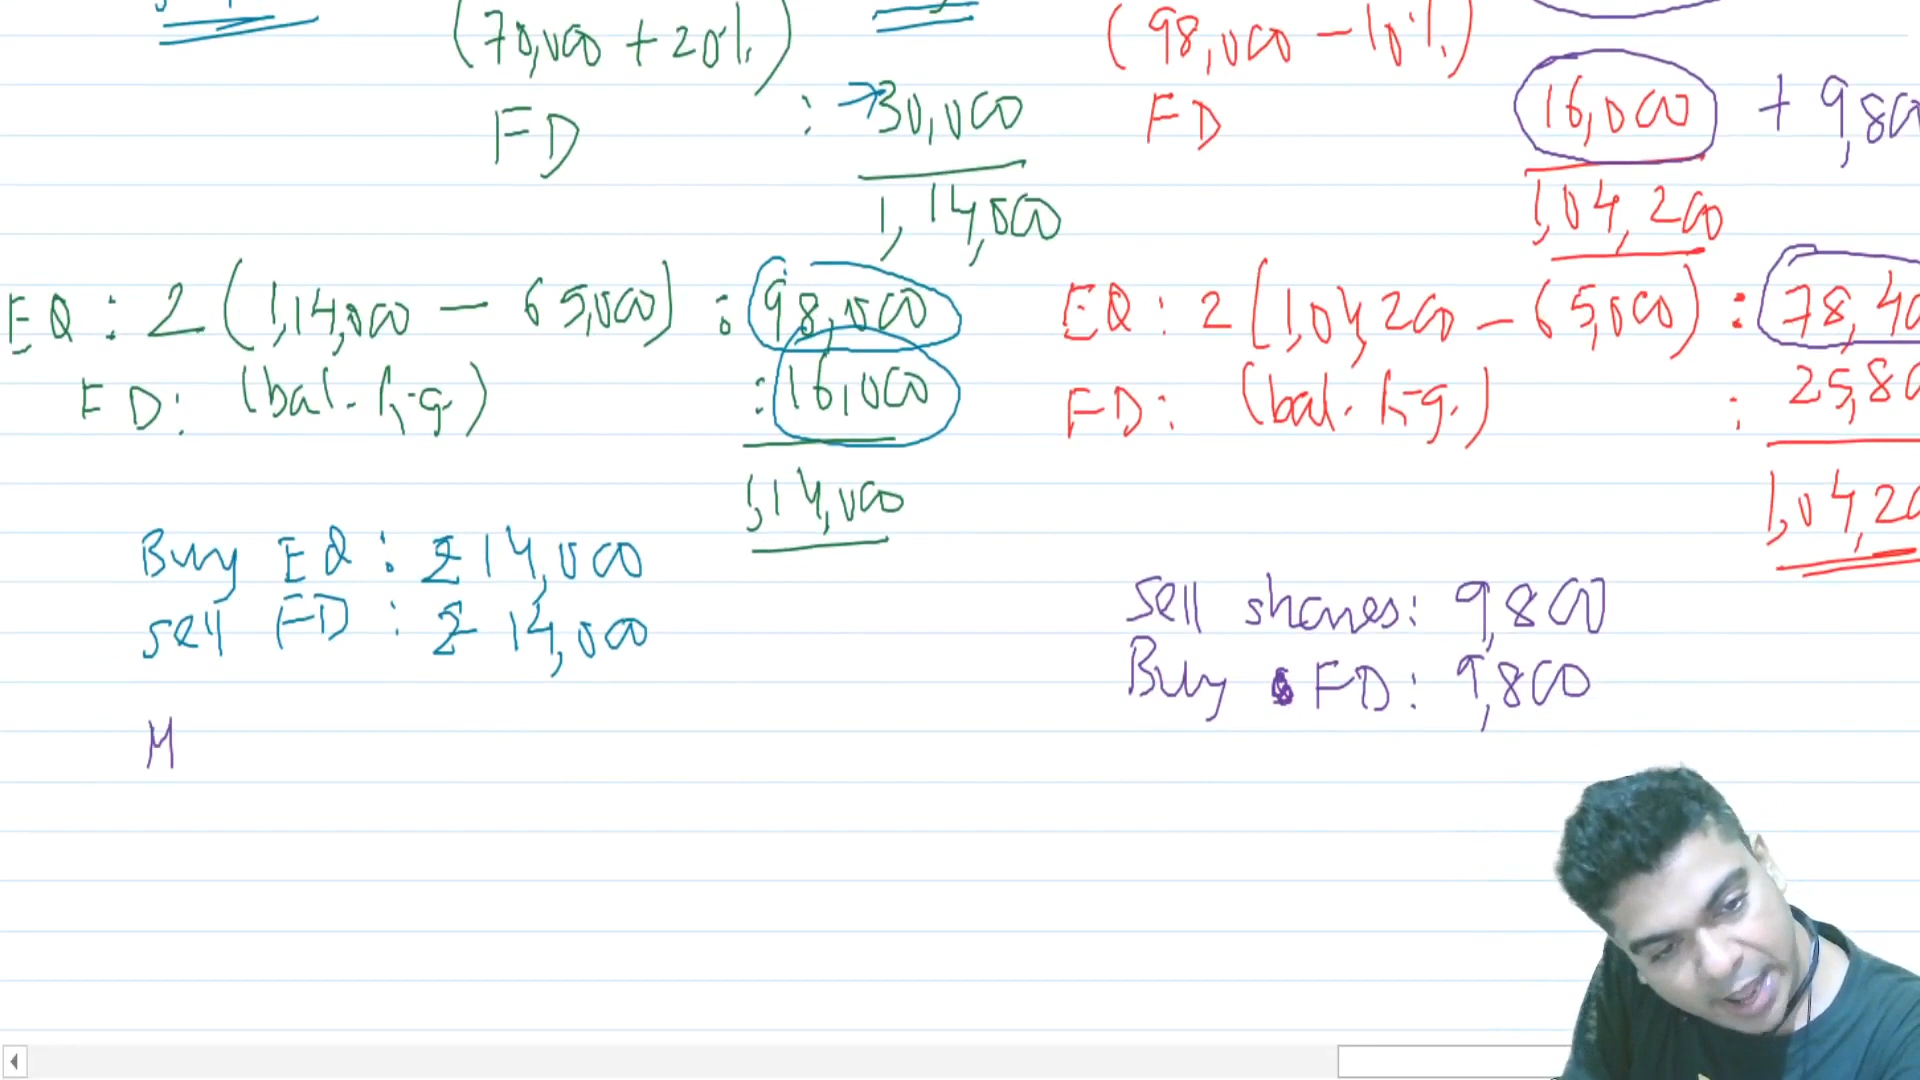 (70,000 + 20%)
FD : → 30,000
1,14,000
EQ : 2 (1,14,000 – 65,000) : 98,000
FD : (bal. fig.) : 16,000
1,14,000
Buy EQ : ₹ 14,000
sell FD : ₹ 14,000
M
(98,000 – 10%)
FD 16,000 + 9,80
1,04,200
EQ : 2 (1,04,200 – 65,000) : 78,40
FD : (bal. fig.) : 25,80
1,04,20
Sell shares : 9,800
Buy FD : 9,800